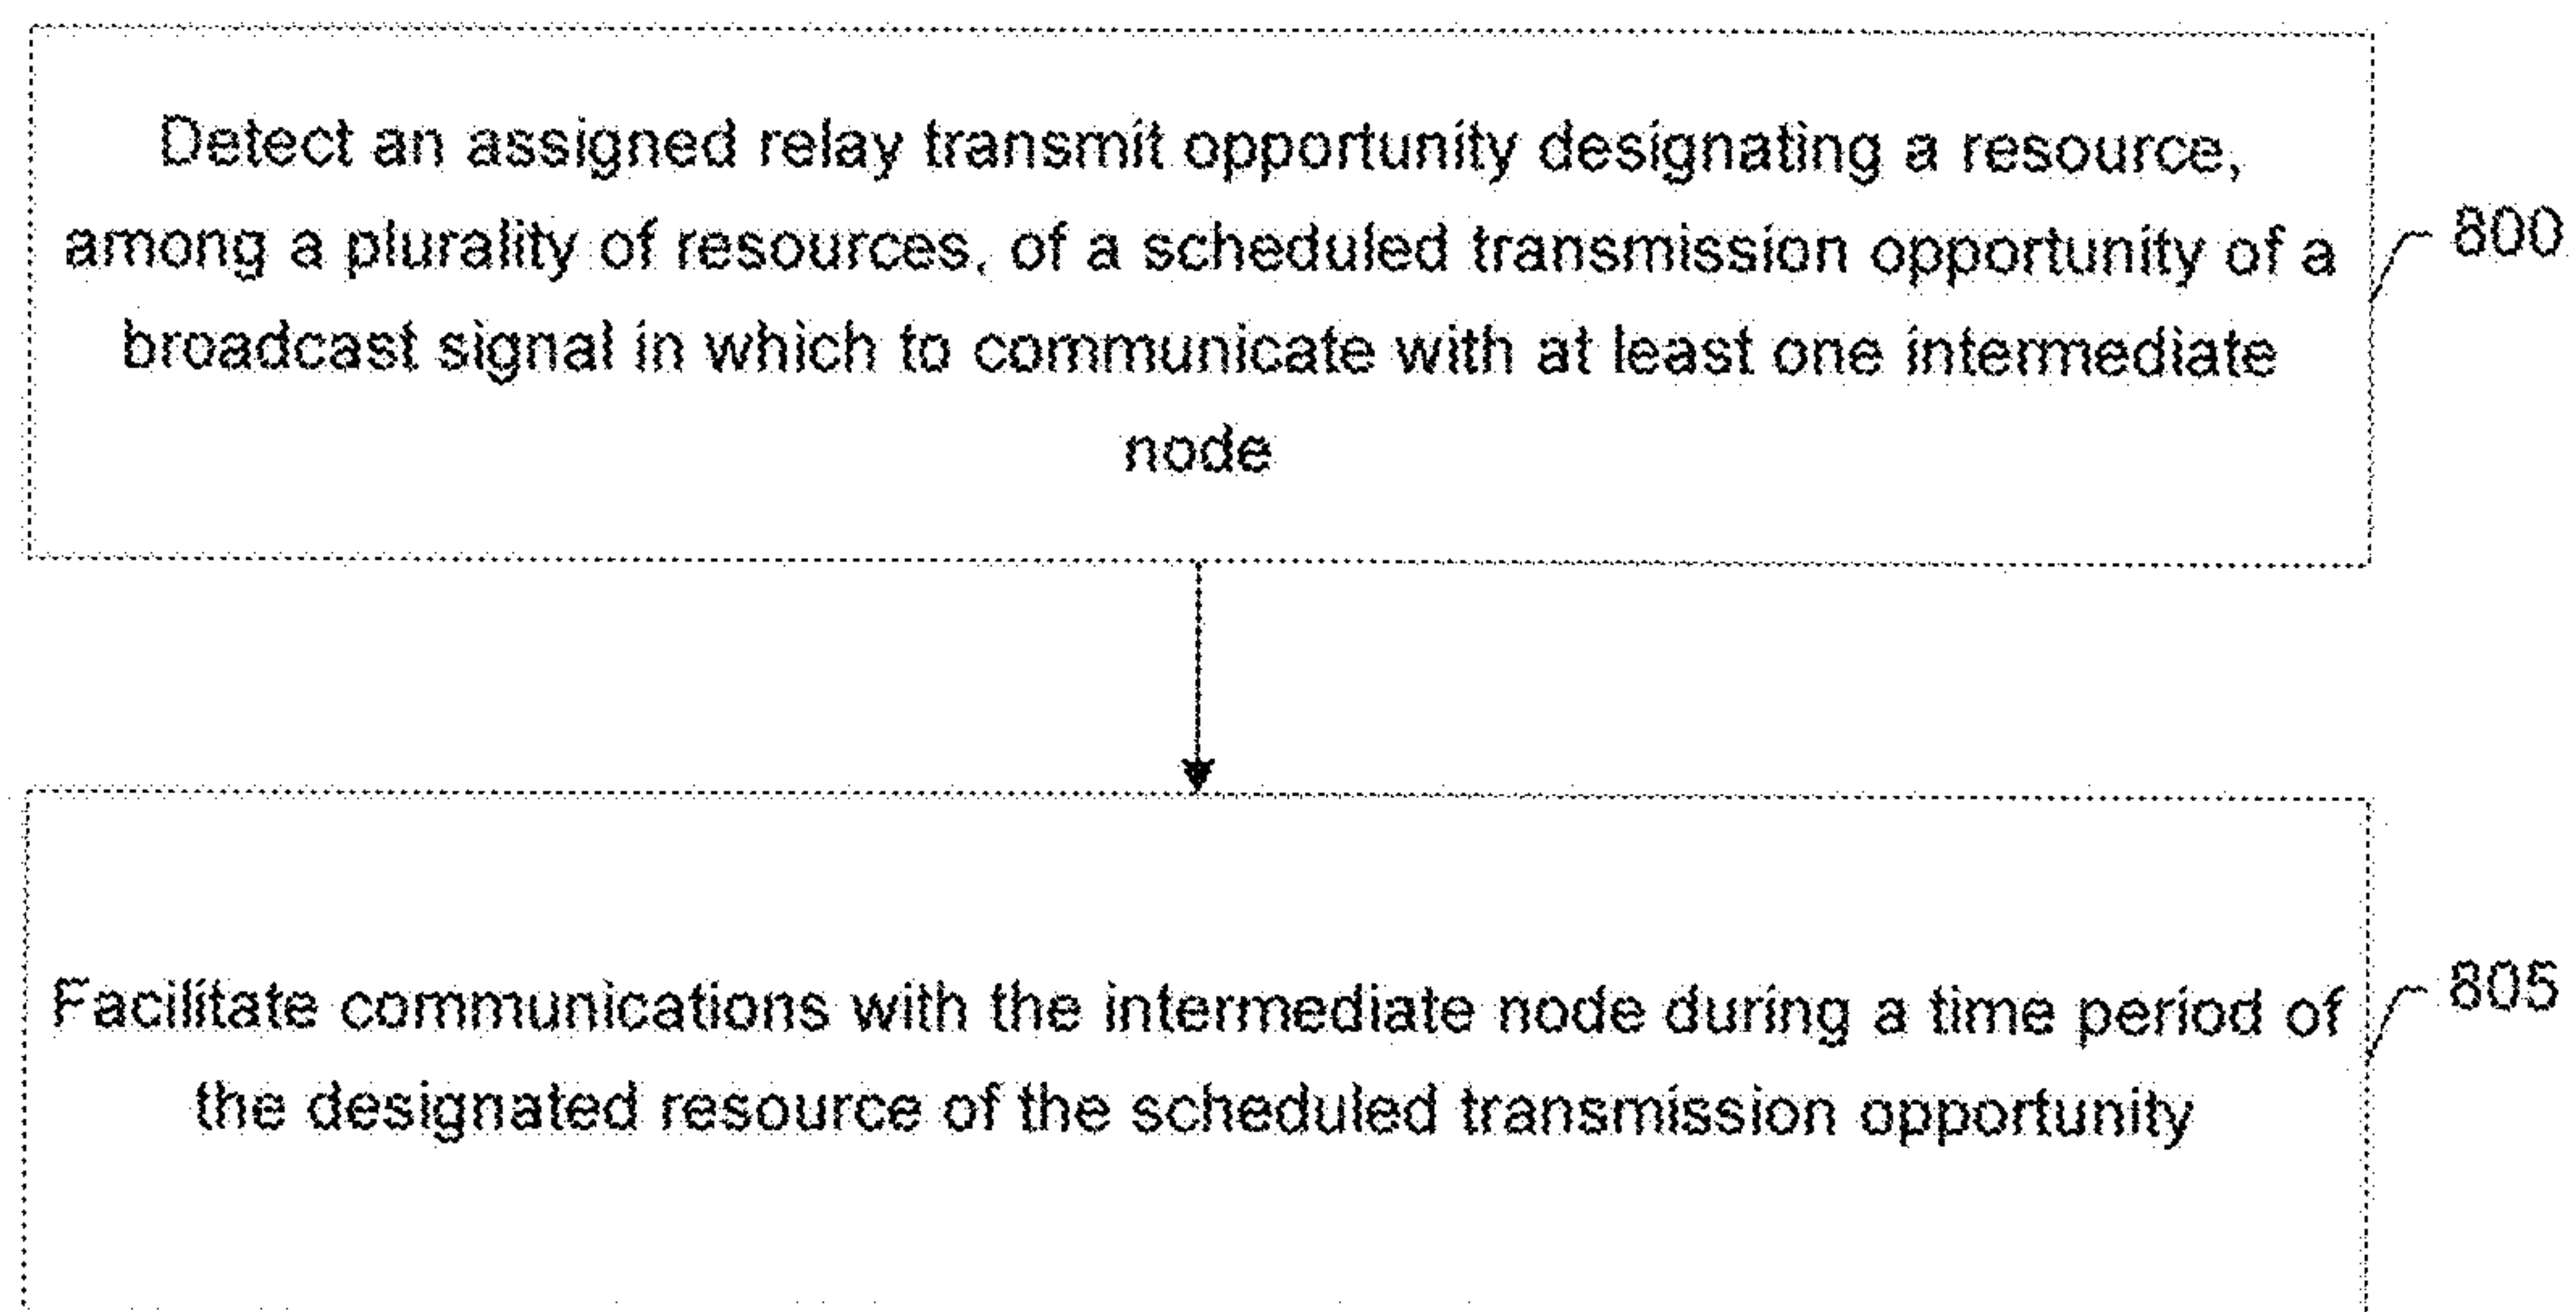 Detect an assigned relay transmit opportunity designating a resource,
among a plurality of resources, of a scheduled transmission opportunity of a
broadcast signal in which to communicate with at least one intermediate
node
800
Facilitate communications with the intermediate node during a time period of
the designated resource of the scheduled transmission opportunity
805